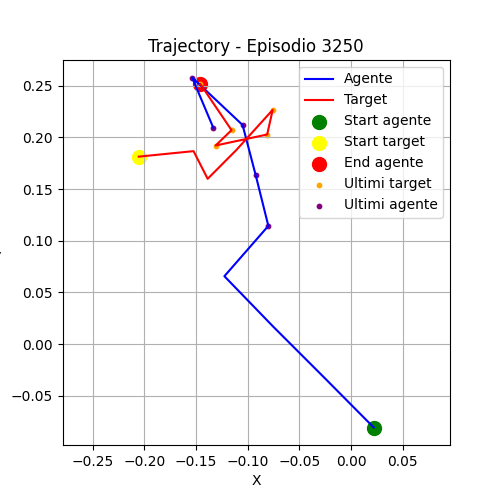 Trajectory - Episodio 3250
Agente
Target
Start agente
Start target
End agente
Ultimi target
Ultimi agente
0.25
0.20
0.15
0.10
0.05
0.00
−0.05
−0.25
−0.20
−0.15
−0.10
−0.05
0.00
0.05
X